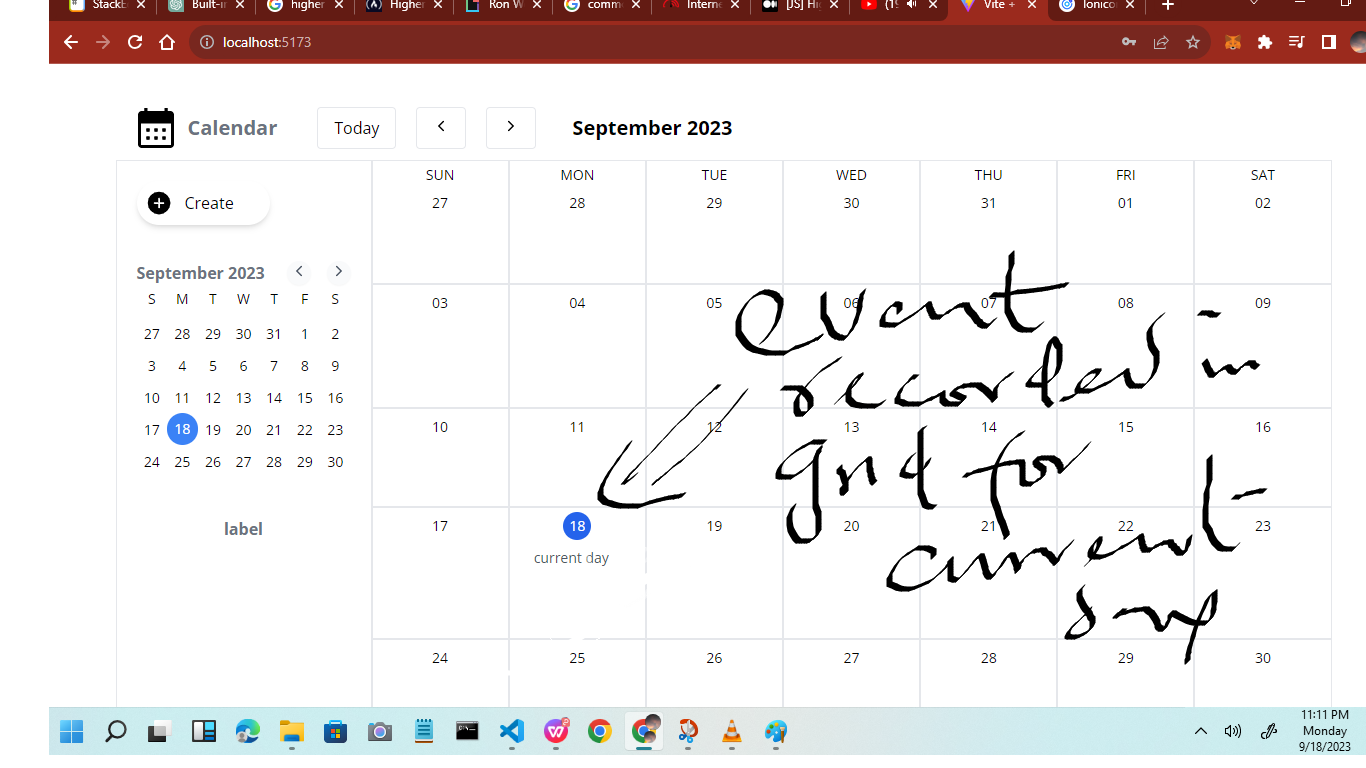 StackB
Built-in
higher
Higher
Ron W
comm
Interne
[JS] Hi
(19
Vite +
Ionico
localhost:5173
Calendar
Today
September 2023
Create
September 2023
S M T W T F S
27 28 29 30 31 1 2
3 4 5 6 7 8 9
10 11 12 13 14 15 16
17 18 19 20 21 22 23
24 25 26 27 28 29 30
label
SUN MON TUE WED THU FRI SAT
27 28 29 30 31 01 02
03 04 05 06 07 08 09
10 11 12 13 14 15 16
17 18 19 20 21 22 23
current day
24 25 26 27 28 29 30
event
recorded in
grid for
current
day
11:11 PM
Monday
9/18/2023